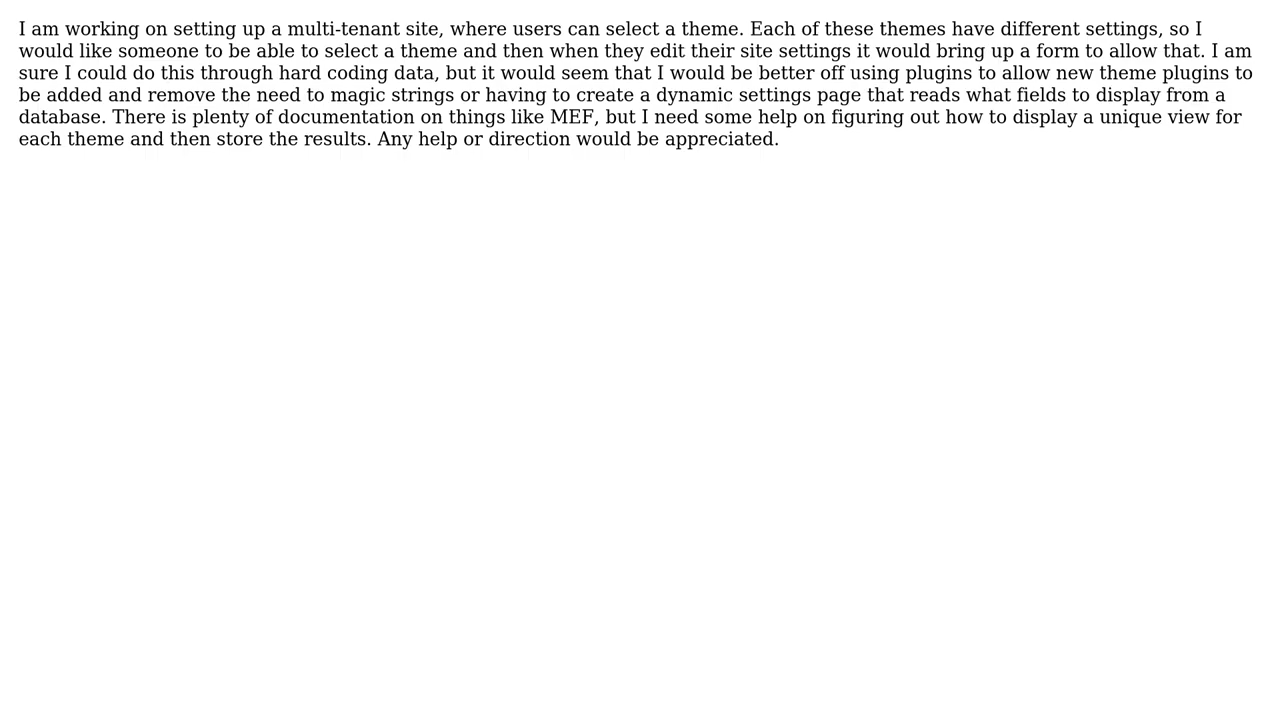 I am working on setting up a multi-tenant site, where users can select a theme. Each of these themes have different settings, so I
would like someone to be able to select a theme and then when they edit their site settings it would bring up a form to allow that. I am
sure I could do this through hard coding data, but it would seem that I would be better off using plugins to allow new theme plugins to
be added and remove the need to magic strings or having to create a dynamic settings page that reads what fields to display from a
database. There is plenty of documentation on things like MEF, but I need some help on figuring out how to display a unique view for
each theme and then store the results. Any help or direction would be appreciated.